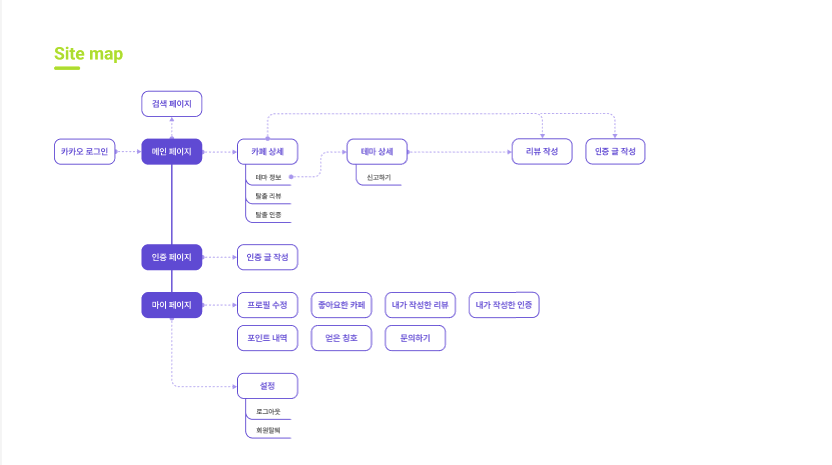 Site map
검색 페이지
카카오 로그인
메인 페이지
카페 상세
테마 상세
리뷰 작성
인증 글 작성
테마 정보
신고하기
탈출 리뷰
탈출 인증
인증 페이지
인증 글 작성
마이 페이지
프로필 수정
좋아요한 카페
내가 작성한 리뷰
내가 작성한 인증
포인트 내역
얻은 칭호
문의하기
설정
로그아웃
회원탈퇴